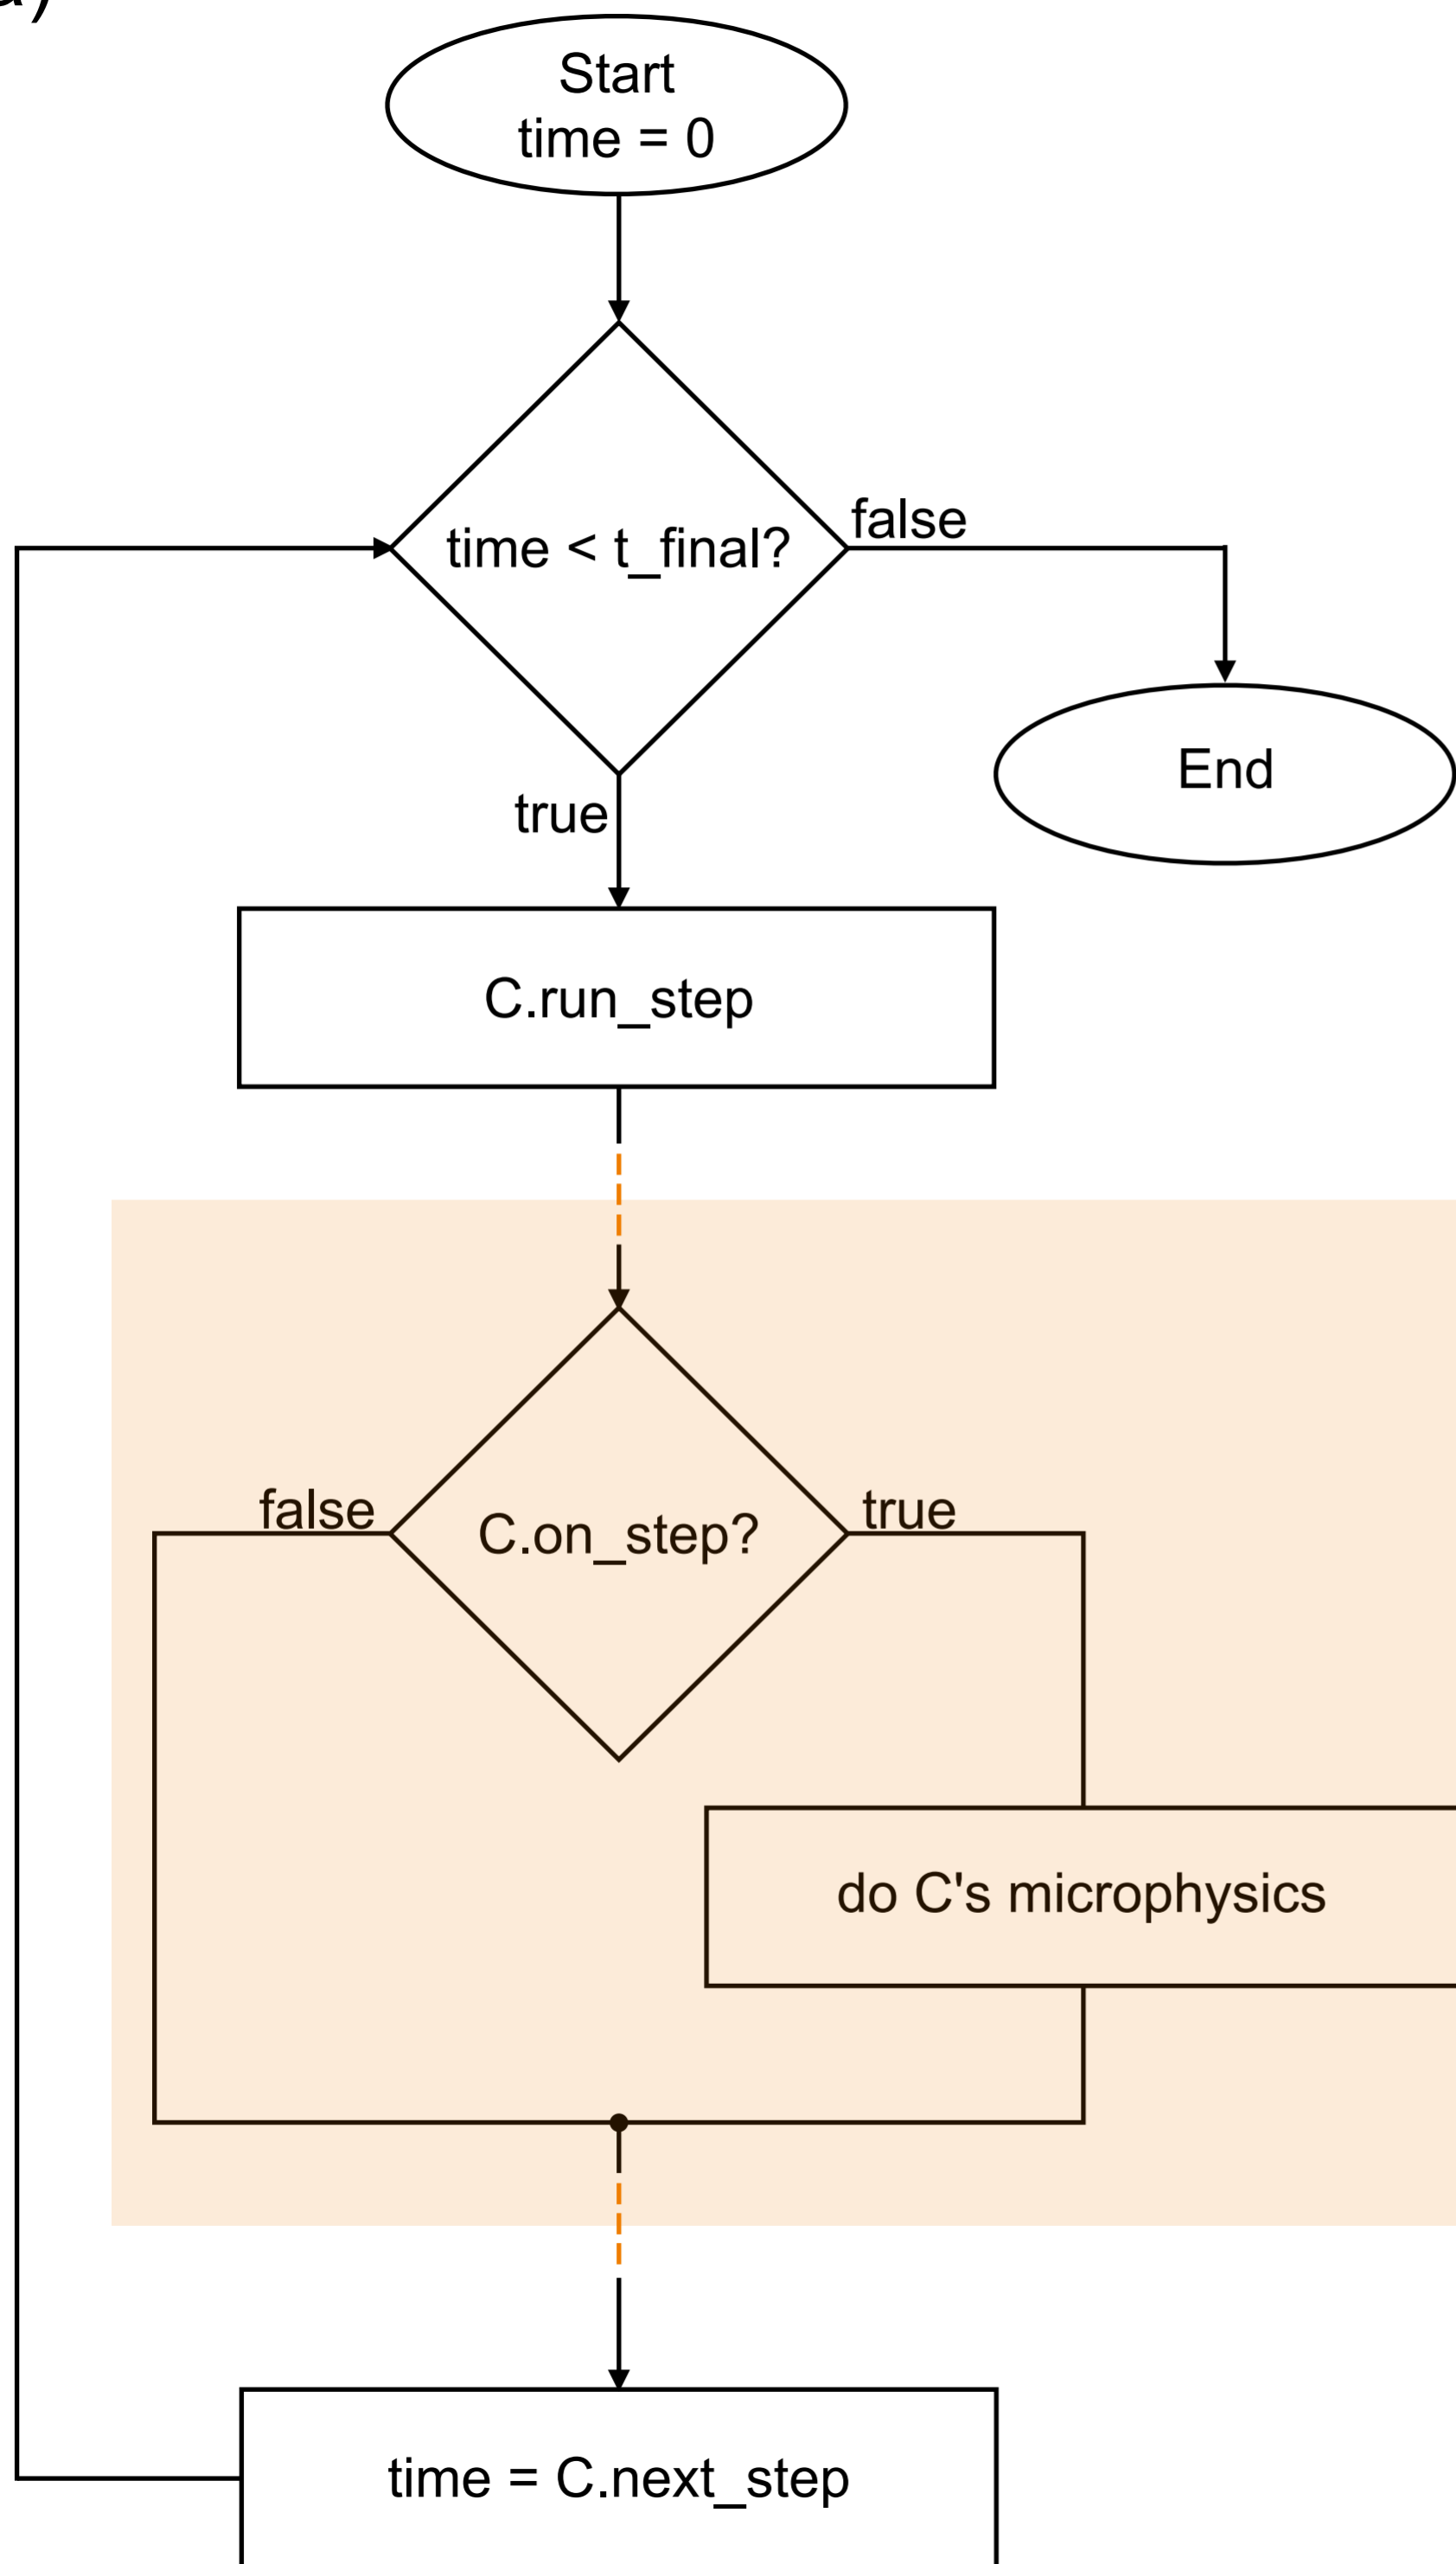 Start
time = 0
time < t_final?
false
End
true
C.run_step
false
C.on_step?
true
do C's microphysics
time = C.next_step